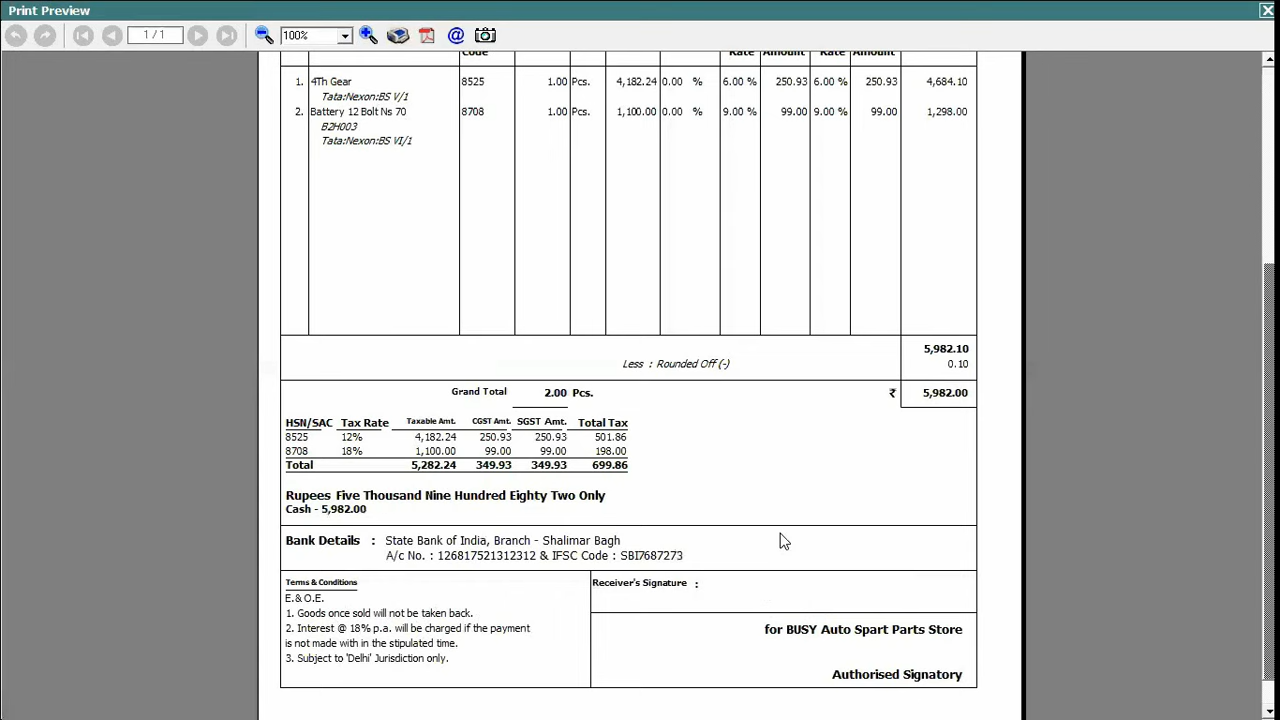 Print Preview
1 / 1 100%
Code Rate Amount Rate Amount
1. 4Th Gear 8525 1.00 Pcs. 4,182.24 0.00 % 6.00 % 250.93 6.00 % 250.93 4,684.10
Tata:Nexon:BS V/1
2. Battery 12 Bolt Ns 70 8708 1.00 Pcs. 1,100.00 0.00 % 9.00 % 99.00 9.00 % 99.00 1,298.00
B2H003
Tata:Nexon:BS VI/1
5,982.10
Less : Rounded Off (-) 0.10
Grand Total 2.00 Pcs. ₹ 5,982.00
HSN/SAC Tax Rate Taxable Amt. CGST Amt. SGST Amt. Total Tax
8525 12% 4,182.24 250.93 250.93 501.86
8708 18% 1,100.00 99.00 99.00 198.00
Total 5,282.24 349.93 349.93 699.86
Rupees Five Thousand Nine Hundred Eighty Two Only
Cash - 5,982.00
Bank Details : State Bank of India, Branch - Shalimar Bagh
A/c No. : 126817521312312 & IFSC Code : SBI7687273
Terms & Conditions
E.& O.E.
1. Goods once sold will not be taken back.
2. Interest @ 18% p.a. will be charged if the payment
is not made with in the stipulated time.
3. Subject to 'Delhi' Jurisdiction only.
Receiver's Signature :
for BUSY Auto Spart Parts Store
Authorised Signatory